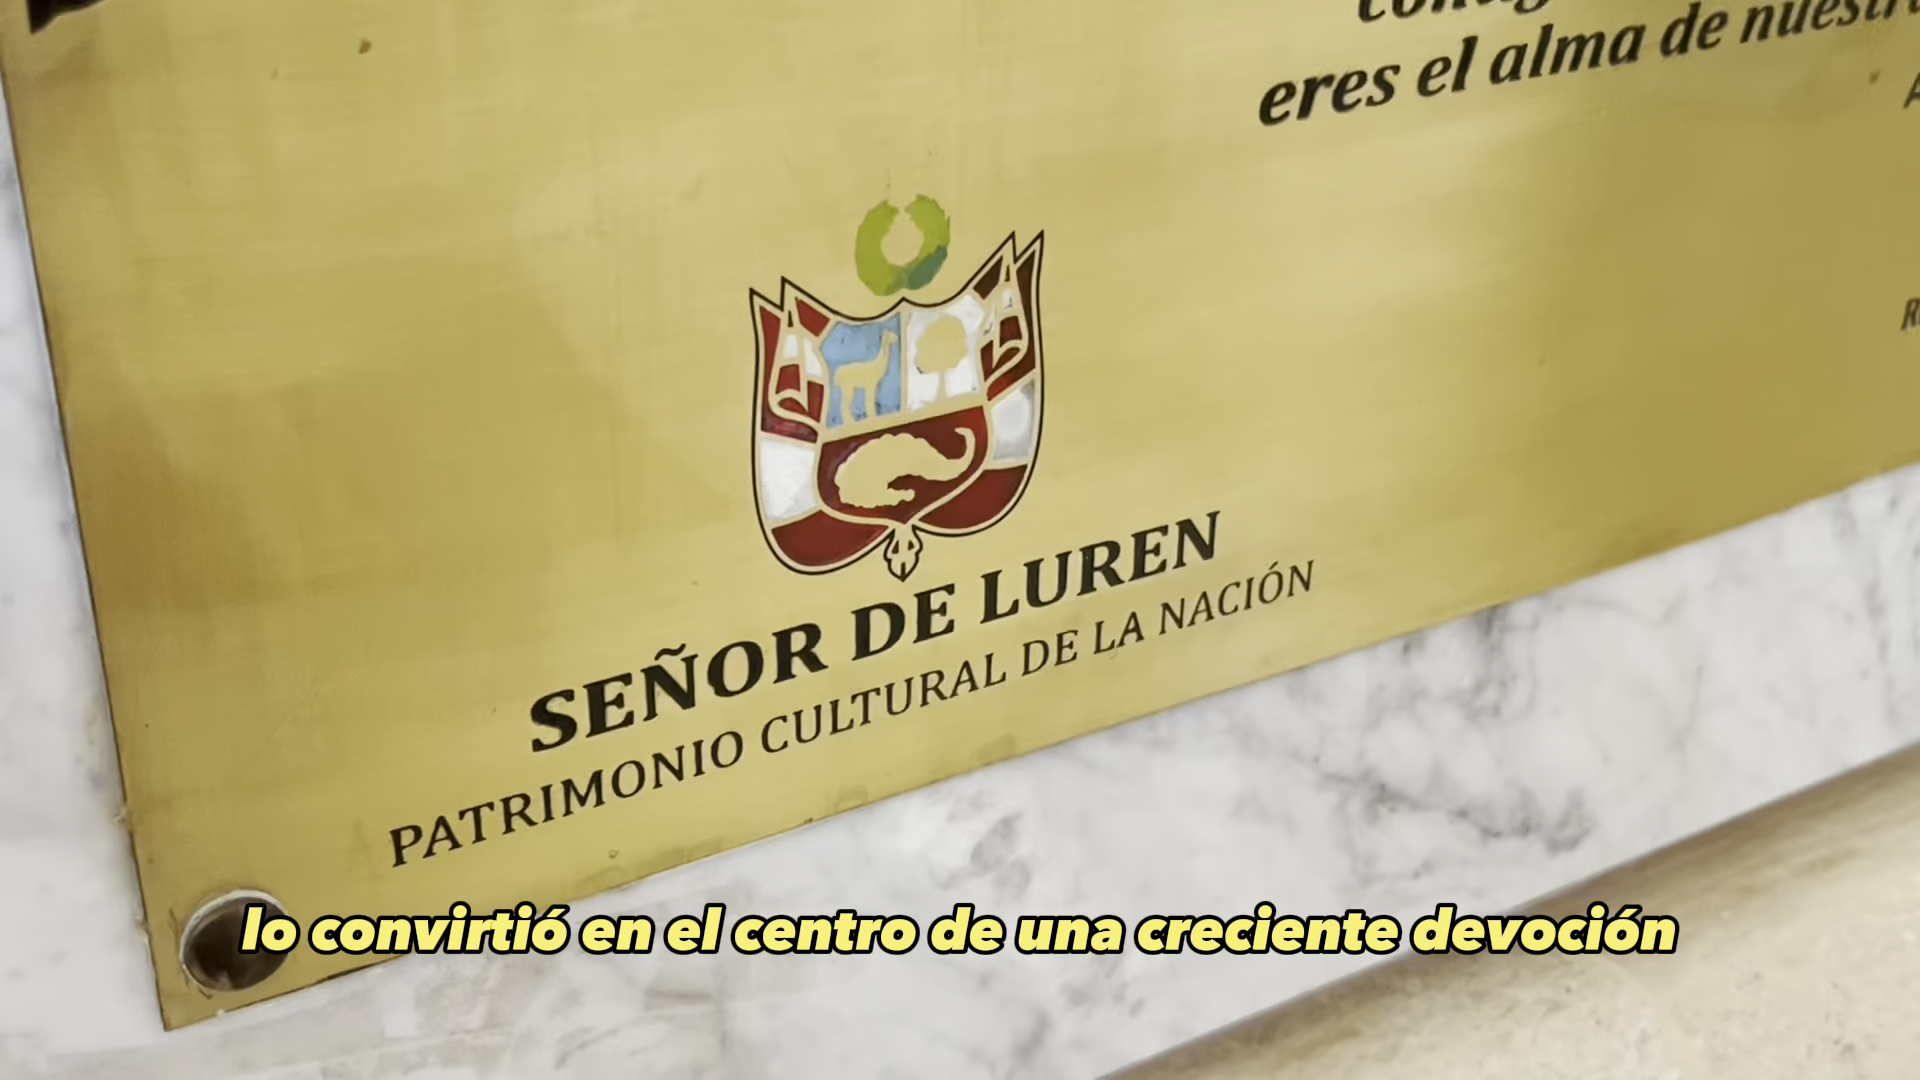 eres el alma de
SEÑOR DE LUREN
PATRIMONIO CULTURAL DE LA NACIÓN
lo convirtió en el centro de una creciente devoción